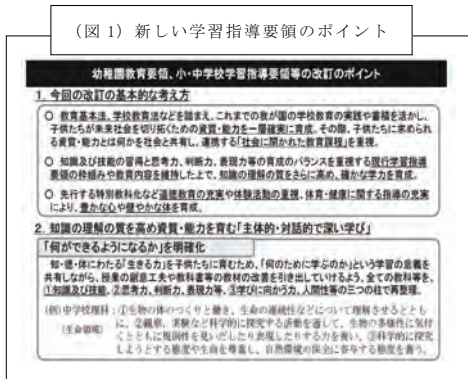 (図1) 新しい学習指導要領のポイント
幼稚園教育要領、小・中学校学習指導要領等の改訂のポイント
1. 今回の改訂の基本的な考え方
○ 教育基本法、学校教育法などを踏まえ、これまでの我が国の学校教育の実践や蓄積を活かし、
子供たちが未来社会を切り拓くための資質・能力を一層確実に育成。その際、子供たちに求められ
る資質・能力とは何かを社会と共有し、連携する「社会に開かれた教育課程」を重視。
○ 知識及び技能の習得と思考力、判断力、表現力等の育成のバランスを重視する現行学習指導
要領の枠組みや教育内容を維持した上で、知識の理解の質をさらに高め、確かな学力を育成。
○ 先行する特別教科化など道徳教育の充実や体験活動の重視、体育・健康に関する指導の充実
により、豊かな心や健やかな体を育成。
2. 知識の理解の質を高め資質・能力を育む「主体的・対話的で深い学び」
「何ができるようになるか」を明確化
知・徳・体にわたる「生きる力」を子供たちに育むため、「何のために学ぶのか」という学習の意義を
共有しながら、授業の創意工夫や教科書等の教材の改善を引き出していけるよう、全ての教科等を、
①知識及び技能、②思考力、判断力、表現力等、③学びに向かう力、人間性等の三つの柱で再整理。
(例)中学校理科:①生物の体のつくりと働き、生命の連続性などについて理解させるととも
(生命領域) に、②観察、実験など科学的に探究する活動を通して、生物の多様性に気付
くとともに規則性を見いだしたり表現したりする力を養い、③科学的に探究
しようとする態度や生命を尊重し、自然環境の保全に寄与する態度を養う。